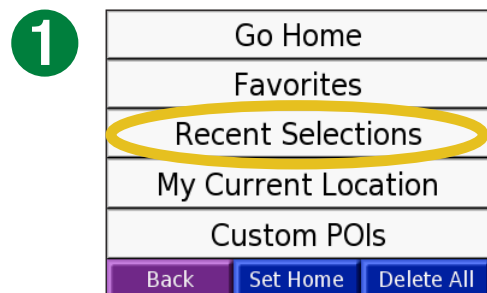 1
Go Home
Favorites
Recent Selections
My Current Location
Custom POIs
Back Set Home Delete All